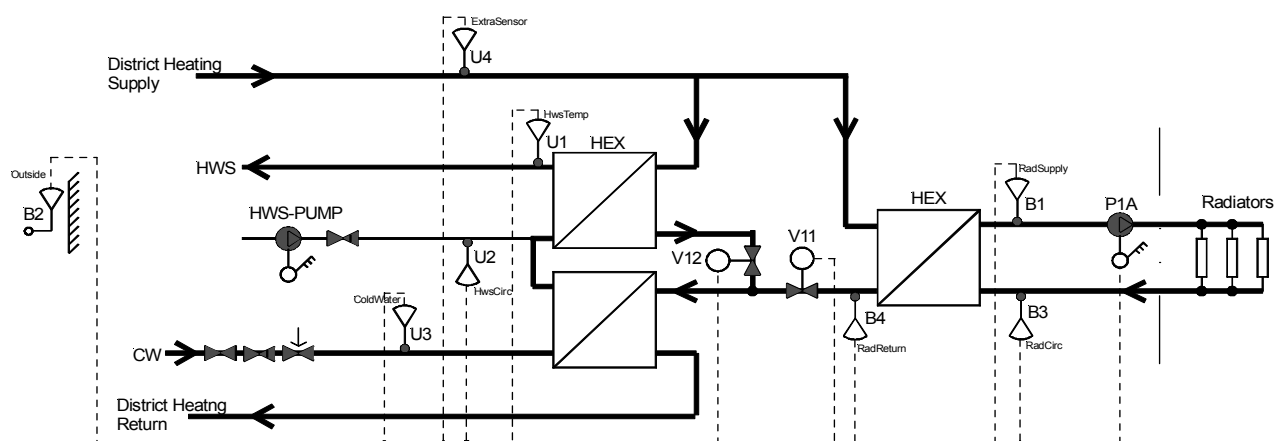 ExtraSensor
U4
District Heating
Supply
HwsTemp
U1
HEX
HWS
Outside
B2
HWS-PUMP
U2
HwsCirc
V12
V11
HEX
RadSupply
B1
P1A
Radiators
ColdWater
U3
B4
RadReturn
B3
RadCirc
CW
District Heatng
Return